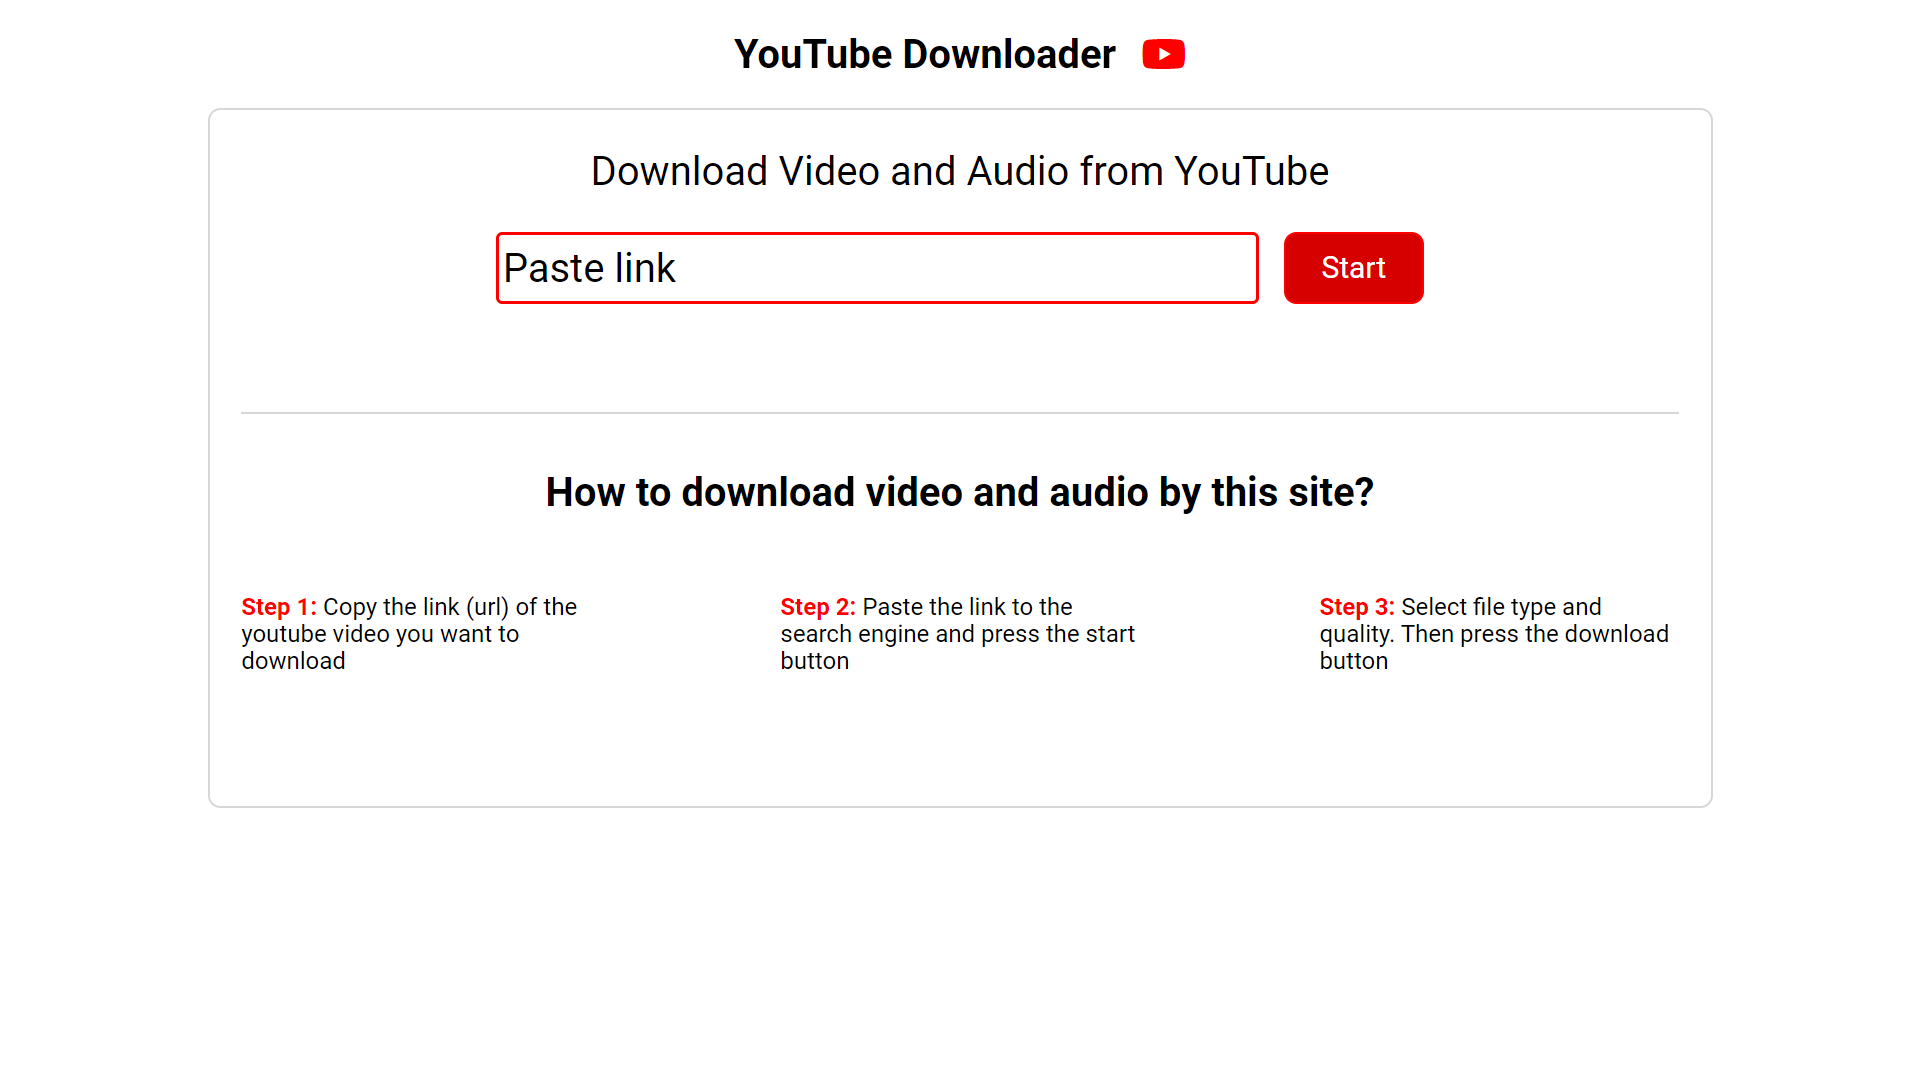 YouTube Downloader
Download Video and Audio from YouTube
Paste link
Start
How to download video and audio by this site?
Step 1: Copy the link (url) of the
youtube video you want to
download
Step 2: Paste the link to the
search engine and press the start
button
Step 3: Select file type and
quality. Then press the download
button